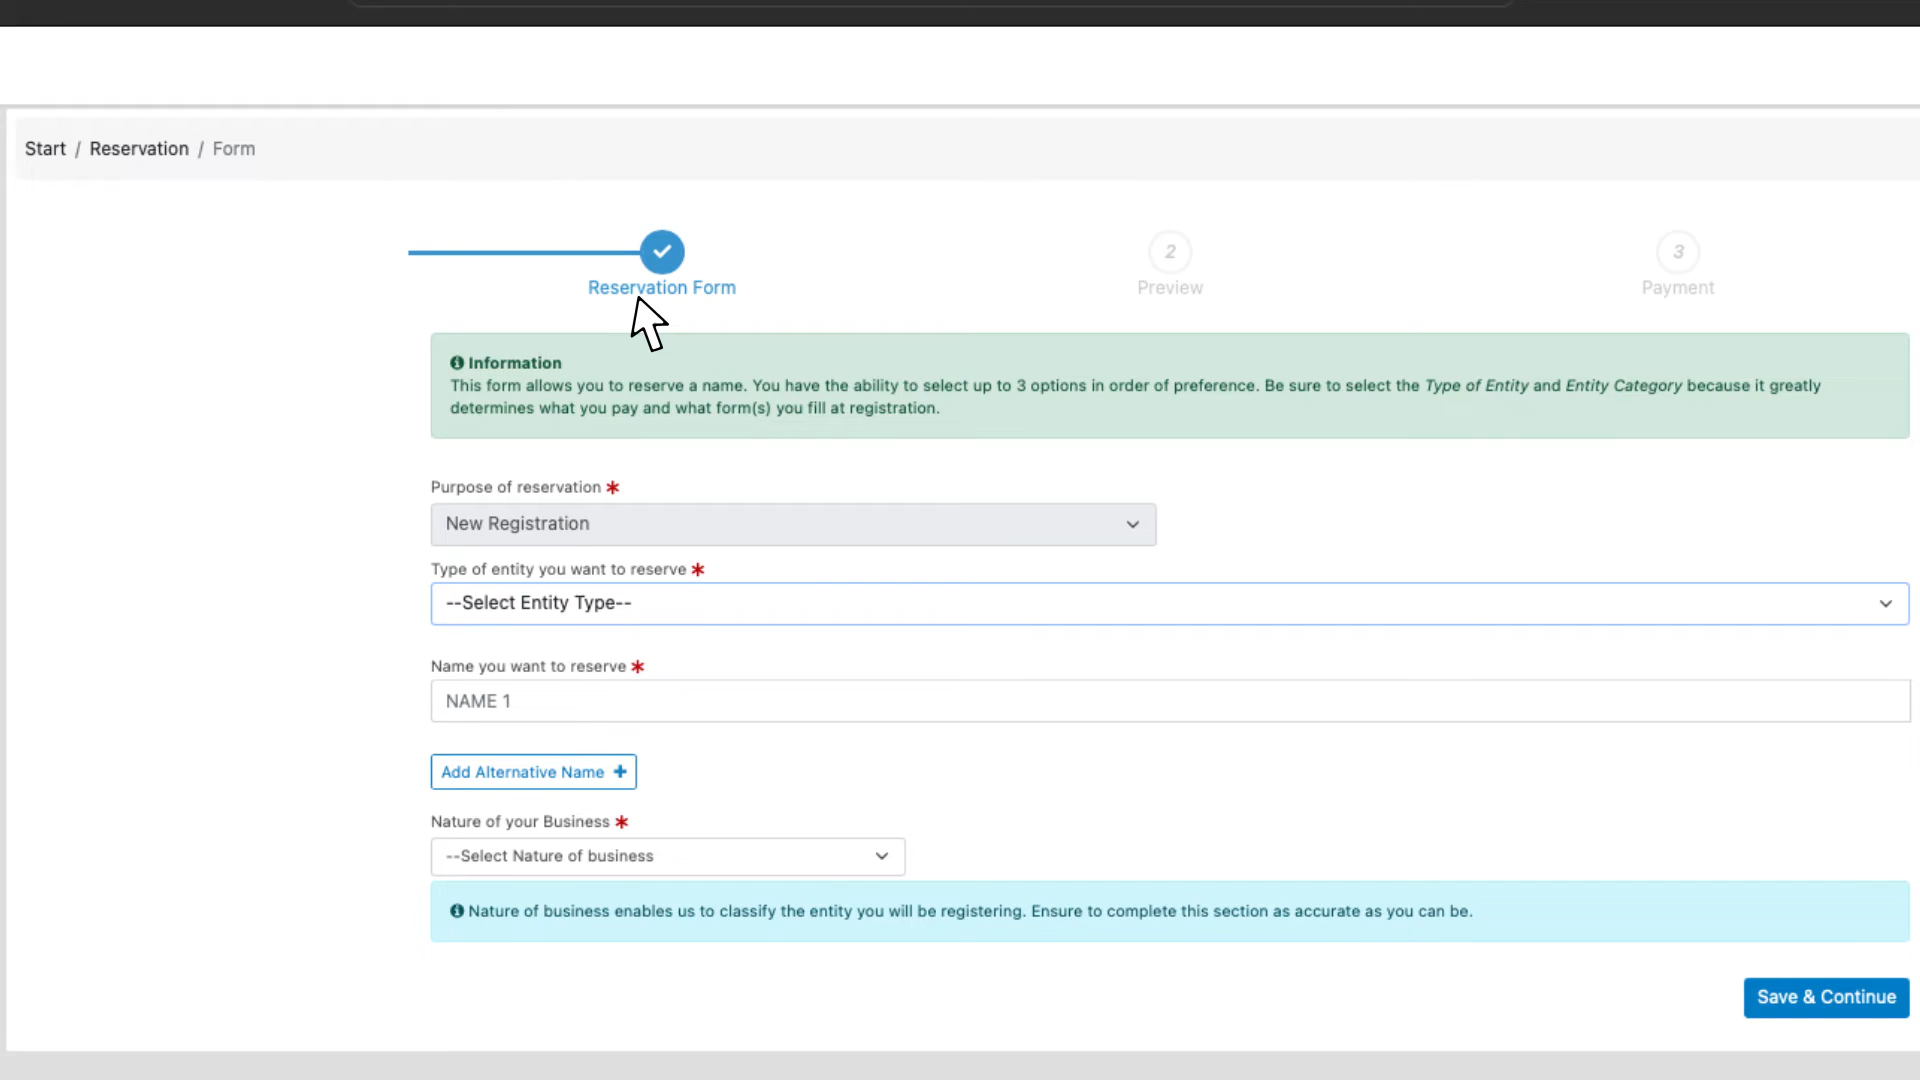 Start / Reservation / Form
2
3
Reservation Form
Preview
Payment
Information
This form allows you to reserve a name. You have the ability to select up to 3 options in order of preference. Be sure to select the Type of Entity and Entity Category because it greatly
determines what you pay and what form(s) you fill at registration.
Purpose of reservation *
New Registration
Type of entity you want to reserve *
--Select Entity Type--
Name you want to reserve *
NAME 1
Add Alternative Name +
Nature of your Business *
--Select Nature of business
Nature of business enables us to classify the entity you will be registering. Ensure to complete this section as accurate as you can be.
Save & Continue